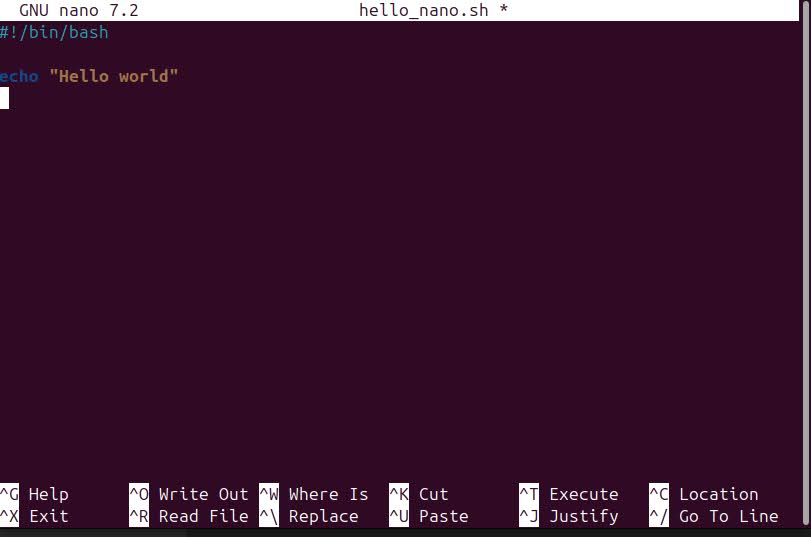 GNU nano 7.2 hello_nano.sh *
#!/bin/bash
echo "Hello world"
^G Help ^O Write Out ^W Where Is ^K Cut ^T Execute ^C Location
^X Exit ^R Read File ^\ Replace ^U Paste ^J Justify ^/ Go To Line